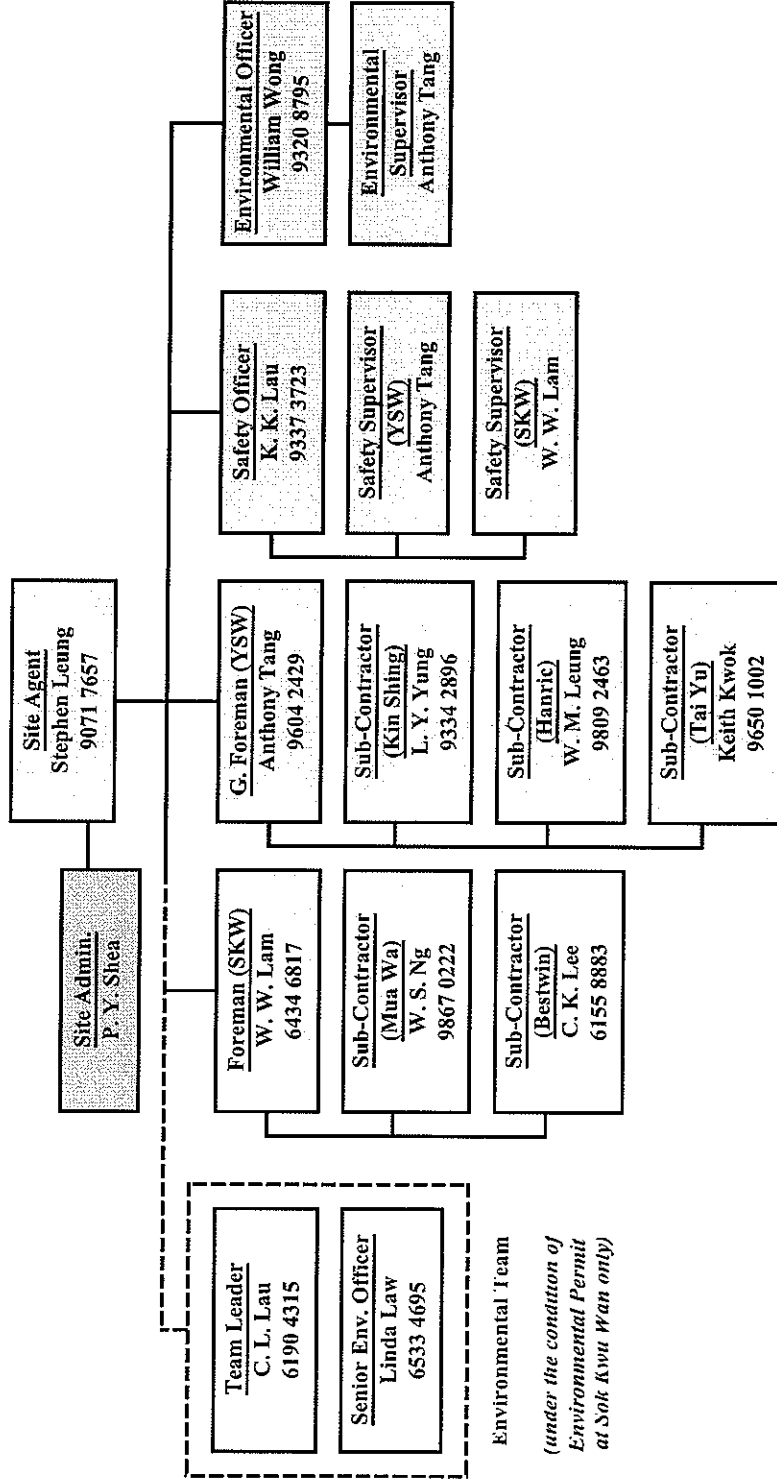 Site Agent
Stephen Leung
9071 7657
Site Admin.
P. Y. Shea
Team Leader
C. L. Lau
6190 4315
Senior Env. Officer
Linda Law
6533 4695
Environmental Team
(under the condition of
Environmental Permit
at Sok Kwu Wan only)
Foreman (SKW)
W. W. Lam
6434 6817
Sub-Contractor
(Mua Wa)
W. S. Ng
9867 0222
Sub-Contractor
(Bestwin)
C. K. Lee
6155 8883
G. Foreman (YSW)
Anthony Tang
9604 2429
Sub-Contractor
(Kin Shing)
L. Y. Yung
9334 2896
Sub-Contractor
(Hanric)
W. M. Leung
9809 2463
Sub-Contractor
(Tai Yu)
Keith Kwok
9650 1002
Safety Officer
K. K. Lau
9337 3723
Safety Supervisor
(YSW)
Anthony Tang
Safety Supervisor
(SKW)
W. W. Lam
Environmental Officer
William Wong
9320 8795
Environmental
Supervisor
Anthony Tang